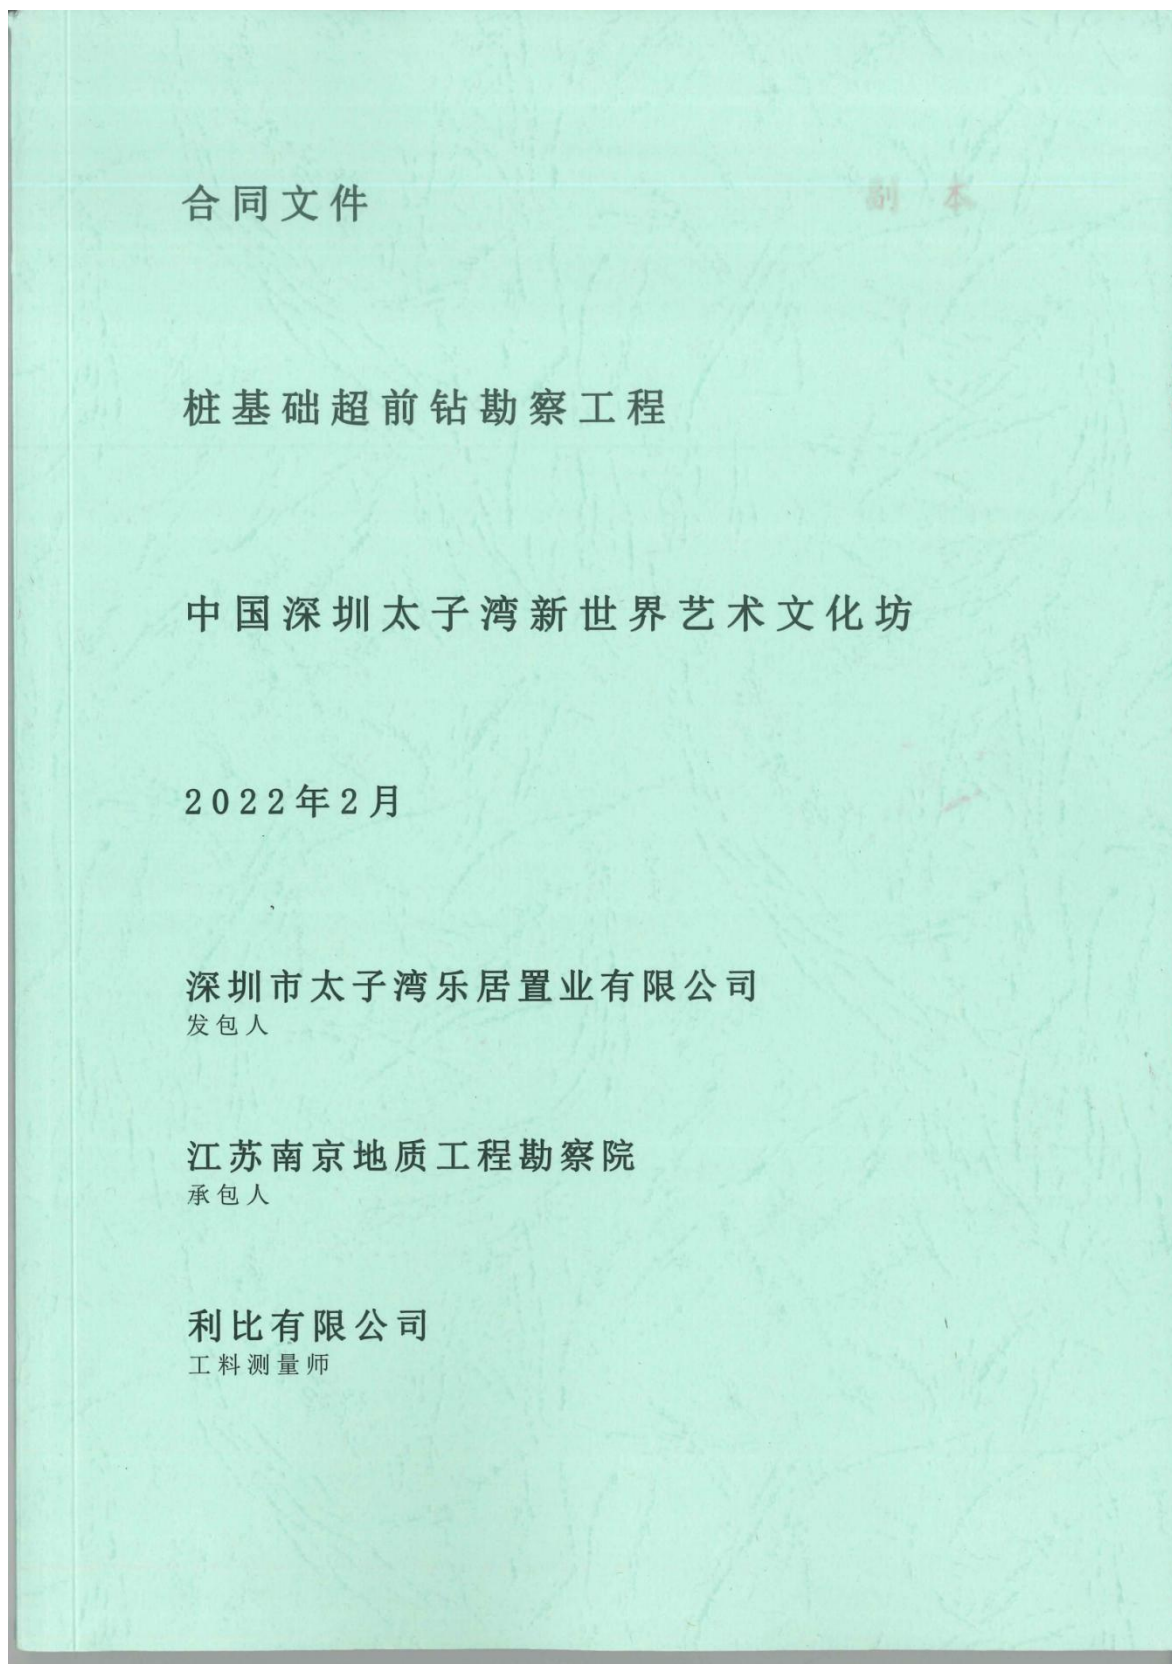 合同文件
副本
桩基础超前钻勘察工程
中国深圳太子湾新世界艺术文化坊
2022年2月
深圳市太子湾乐居置业有限公司
发包人
江苏南京地质工程勘察院
承包人
利比有限公司
工料测量师